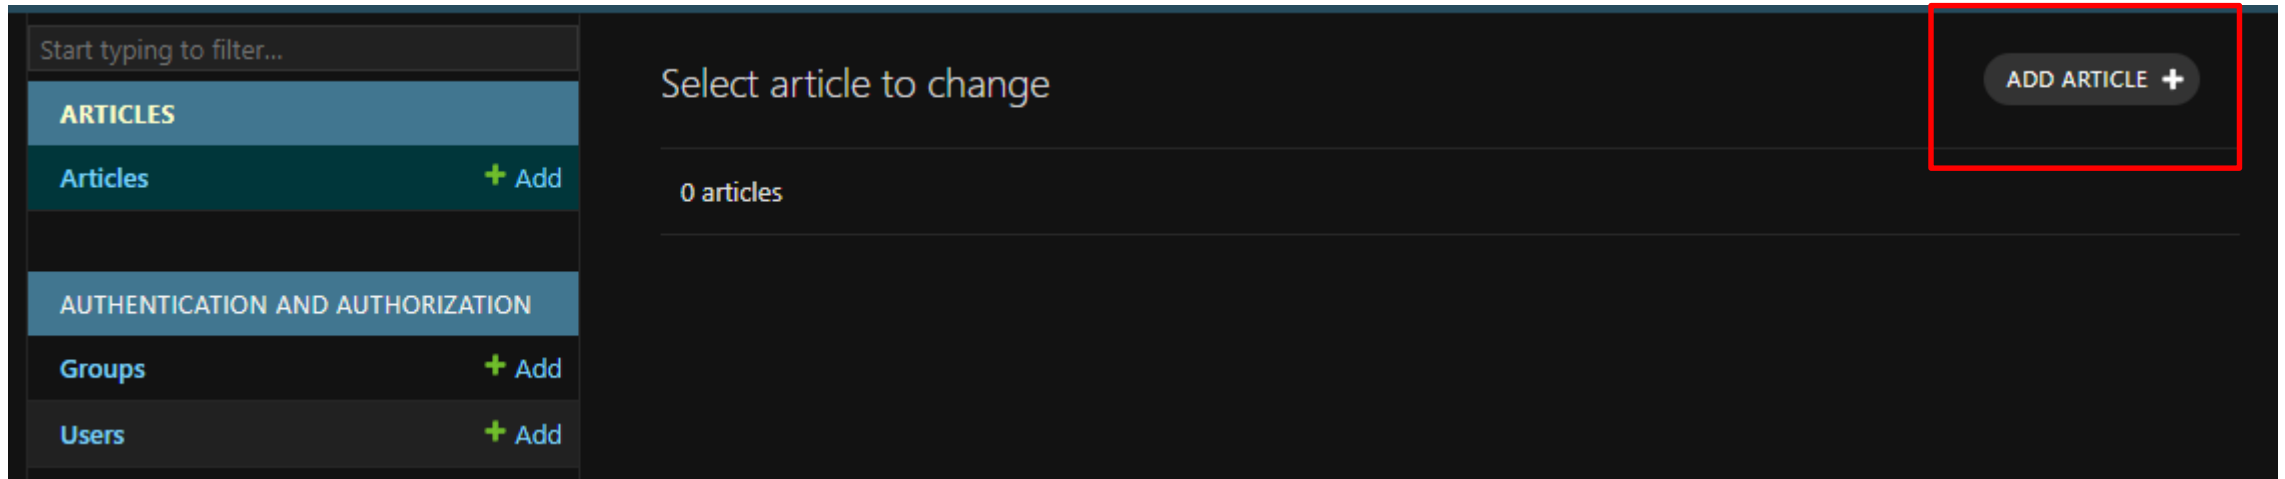 Start typing to filter...
ARTICLES
Articles
Add
AUTHENTICATION AND AUTHORIZATION
Groups
Add
Users
Add
Select article to change
ADD ARTICLE
0 articles